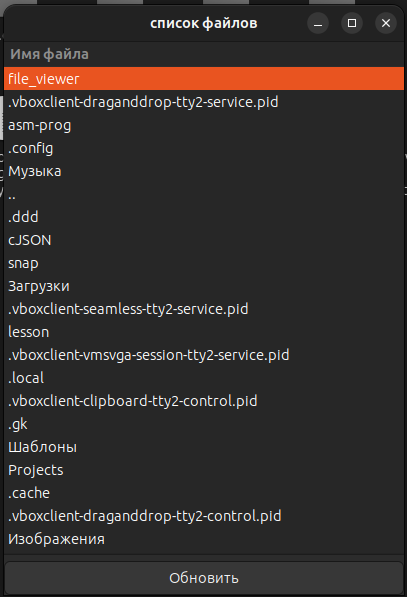 список файлов
Имя файла
file_viewer
.vboxclient-draganddrop-tty2-service.pid
asm-prog
.config
Музыка
..
.ddd
cJSON
snap
Загрузки
.vboxclient-seamless-tty2-service.pid
lesson
.vboxclient-vmsvga-session-tty2-service.pid
.local
.vboxclient-clipboard-tty2-control.pid
.gk
Шаблоны
Projects
.cache
.vboxclient-draganddrop-tty2-control.pid
Изображения
Обновить